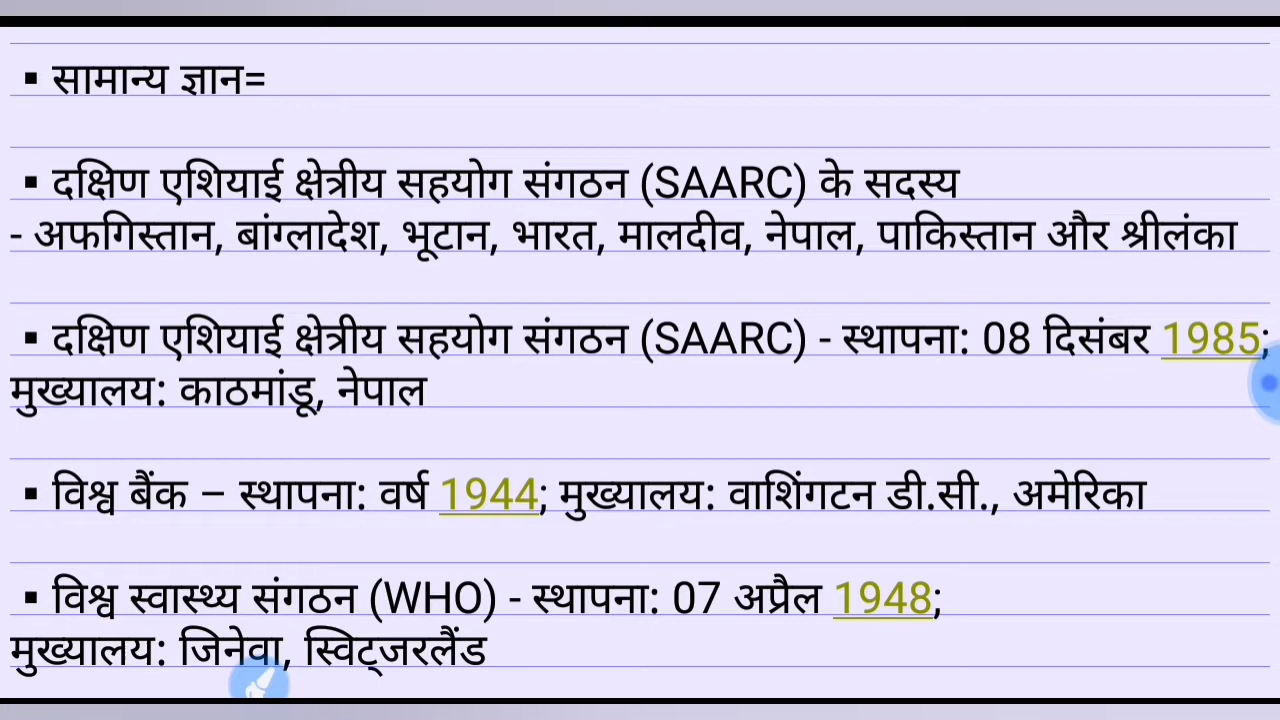 ▪ सामान्य ज्ञान=
▪ दक्षिण एशियाई क्षेत्रीय सहयोग संगठन (SAARC) के सदस्य
- अफगिस्तान, बांग्लादेश, भूटान, भारत, मालदीव, नेपाल, पाकिस्तान और श्रीलंका
▪ दक्षिण एशियाई क्षेत्रीय सहयोग संगठन (SAARC) - स्थापना: 08 दिसंबर 1985;
मुख्यालय: काठमांडू, नेपाल
▪ विश्व बैंक – स्थापना: वर्ष 1944; मुख्यालय: वाशिंगटन डी.सी., अमेरिका
▪ विश्व स्वास्थ्य संगठन (WHO) - स्थापना: 07 अप्रैल 1948;
मुख्यालय: जिनेवा, स्विट्जरलैंड